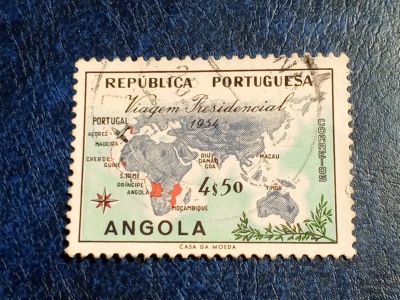 REPÚBLICA PORTUGUESA
Viagem Presidencial
1954
PORTUGAL
AÇORES
MADEIRA
C.VERDE
GUINÉ
S.TOMÉ
PRÍNCIPE
ANGOLA
MOÇAMBIQUE
DIU
DAMÃO
GOA
MACAU
TIMOR
4$50
CORREIOS
ANGOLA
CASA DA MOEDA